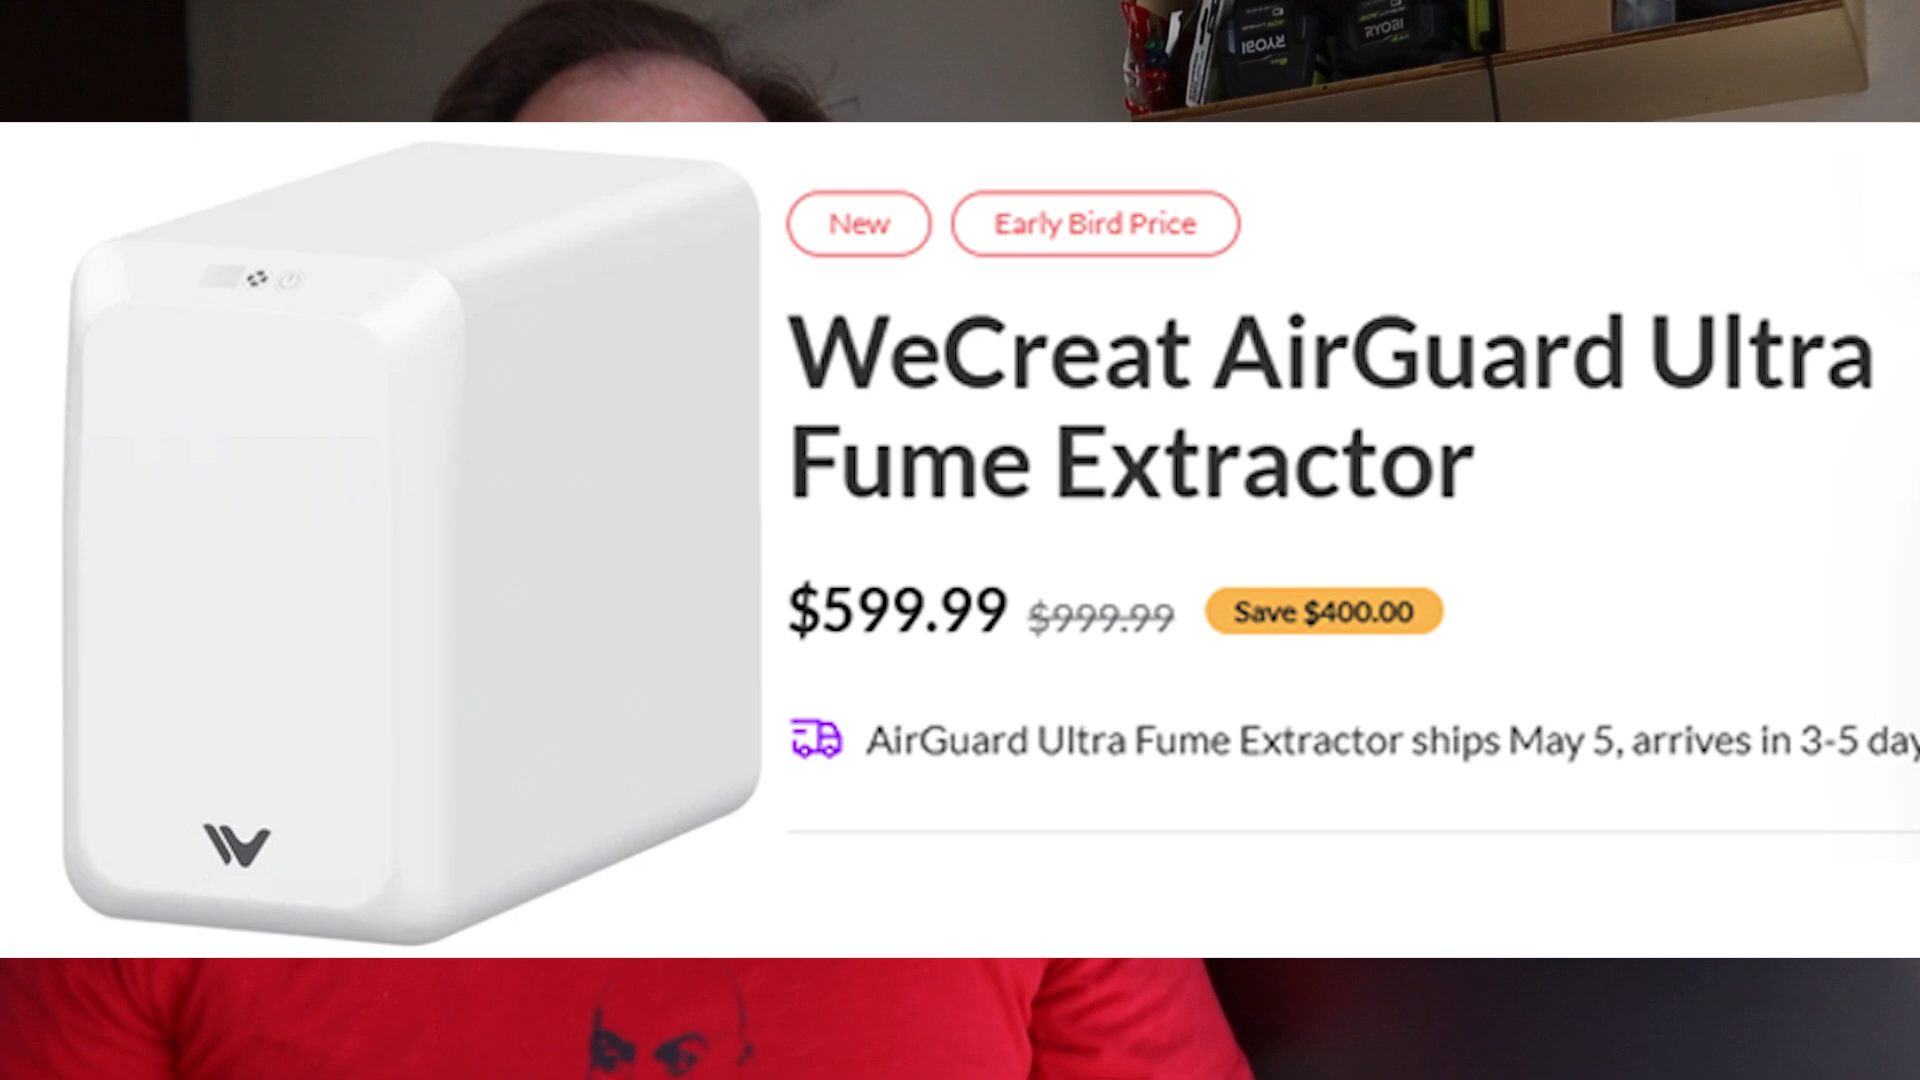 RYOBI
RYOBI
New
Early Bird Price
WeCreat AirGuard Ultra
Fume Extractor
$599.99 $999.99 Save $400.00
AirGuard Ultra Fume Extractor ships May 5, arrives in 3-5 day